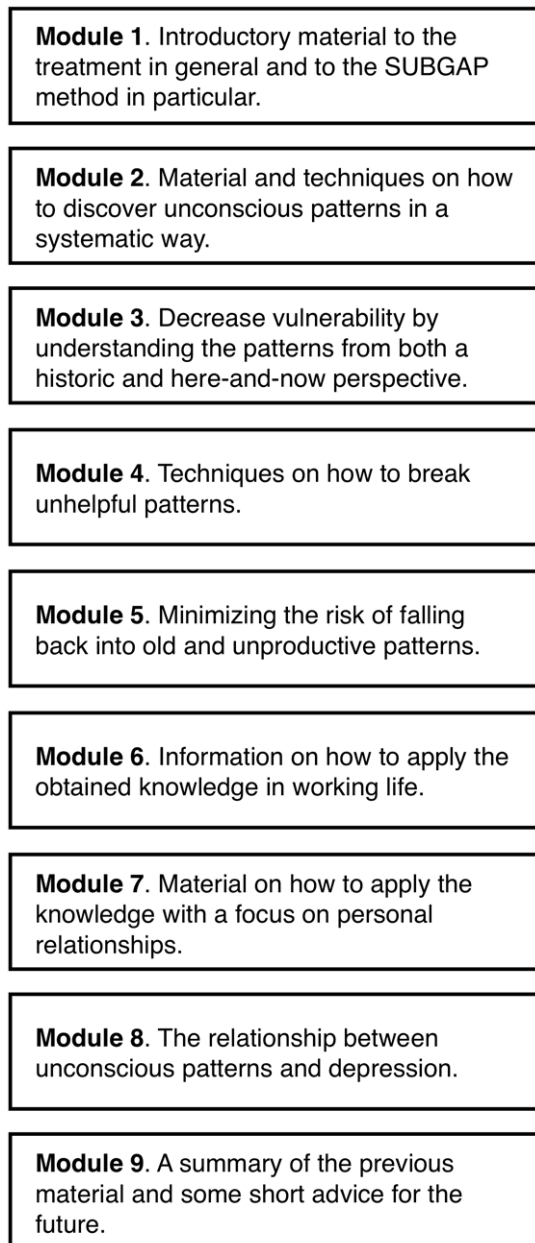 Module 1. Introductory material to the
treatment in general and to the SUBGAP
method in particular.
Module 2. Material and techniques on how
to discover unconscious patterns in a
systematic way.
Module 3. Decrease vulnerability by
understanding the patterns from both a
historic and here-and-now perspective.
Module 4. Techniques on how to break
unhelpful patterns.
Module 5. Minimizing the risk of falling
back into old and unproductive patterns.
Module 6. Information on how to apply the
obtained knowledge in working life.
Module 7. Material on how to apply the
knowledge with a focus on personal
relationships.
Module 8. The relationship between
unconscious patterns and depression.
Module 9. A summary of the previous
material and some short advice for the
future.